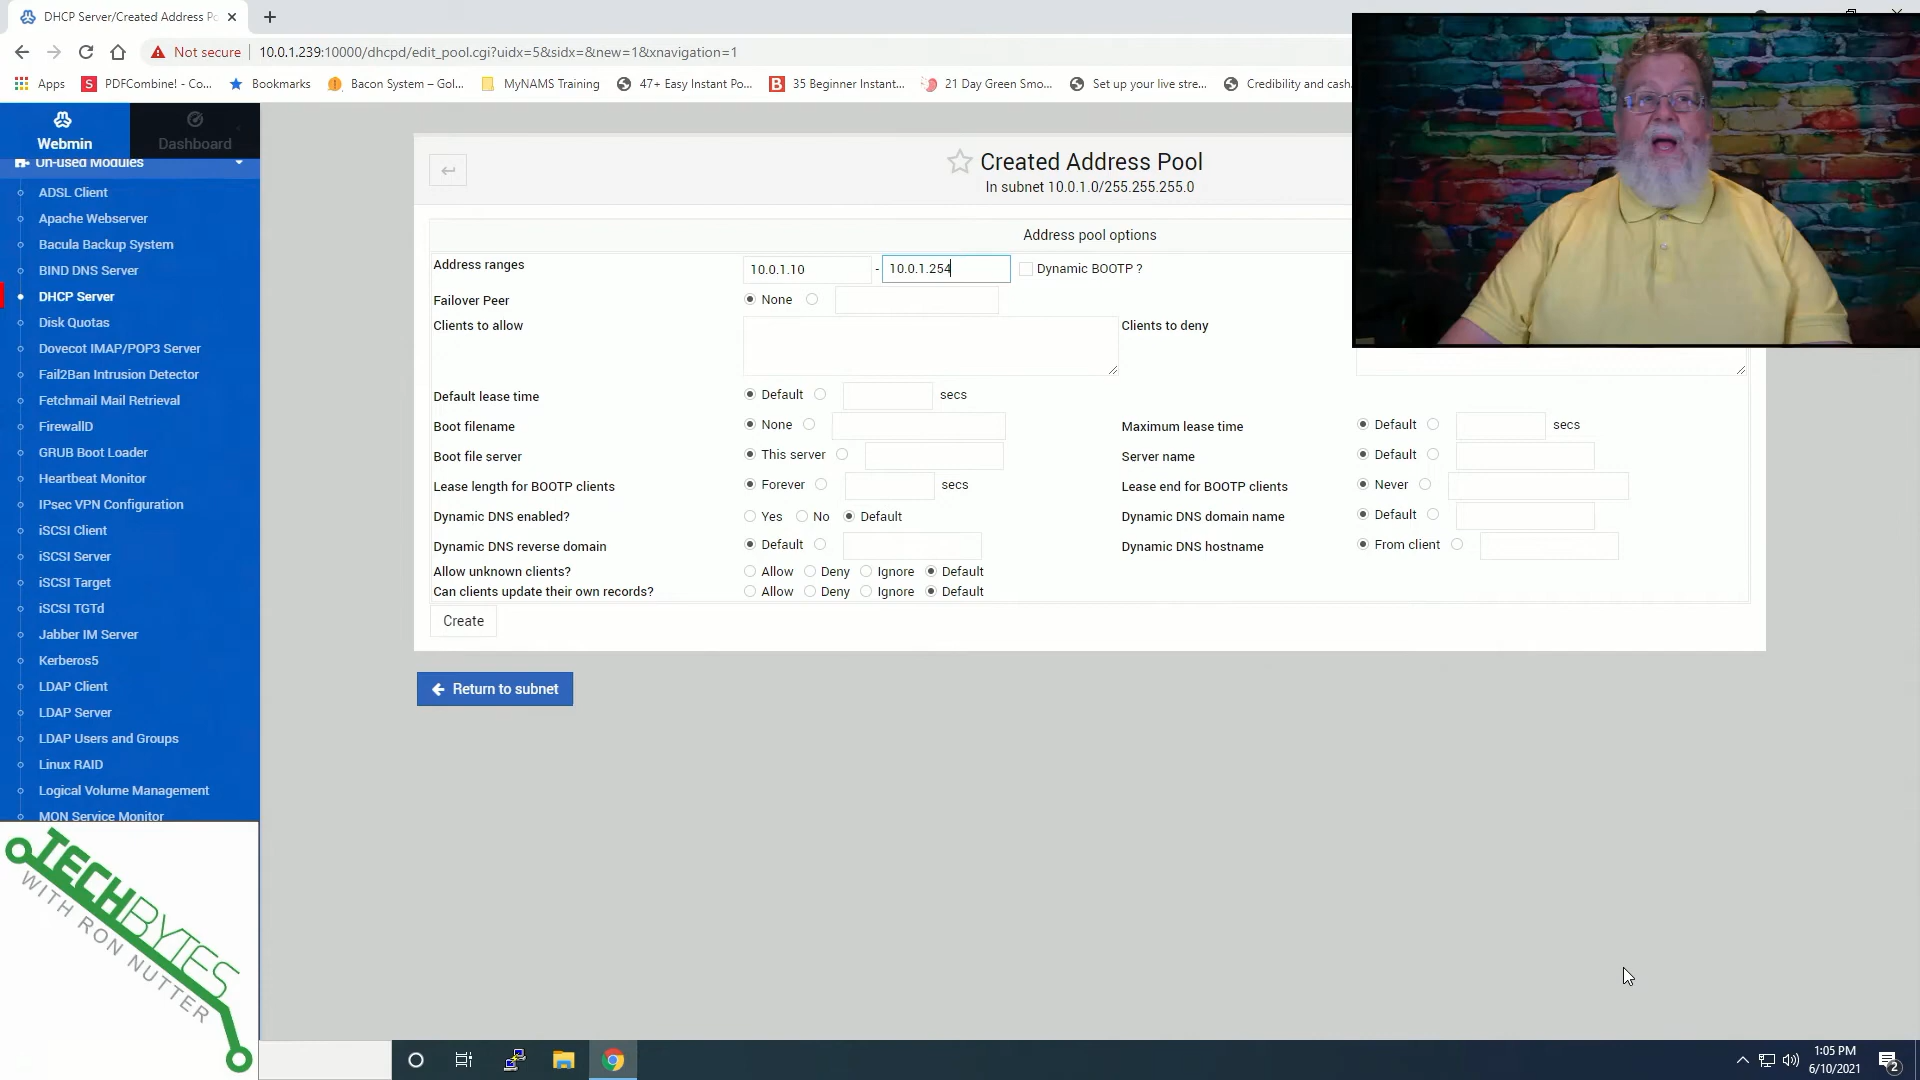 DHCP Server/Created Address Po
Not secure 10.0.1.239:10000/dhcpd/edit_pool.cgi?uidx=5&sidx=&new=1&xnavigation=1
Apps PDFCombine! - Co... Bookmarks Bacon System – Gol... MyNAMS Training 47+ Easy Instant Po... 35 Beginner Instant... 21 Day Green Smo... Set up your live stre... Credibility and cash
Webmin
Dashboard
Un-used Modules
ADSL Client
Apache Webserver
Bacula Backup System
BIND DNS Server
DHCP Server
Disk Quotas
Dovecot IMAP/POP3 Server
Fail2Ban Intrusion Detector
Fetchmail Mail Retrieval
FirewallD
GRUB Boot Loader
Heartbeat Monitor
IPsec VPN Configuration
iSCSI Client
iSCSI Server
iSCSI Target
iSCSI TGTd
Jabber IM Server
Kerberos5
LDAP Client
LDAP Server
LDAP Users and Groups
Linux RAID
Logical Volume Management
MON Service Monitor
Created Address Pool
In subnet 10.0.1.0/255.255.255.0
Address pool options
Address ranges 10.0.1.10 - 10.0.1.254 Dynamic BOOTP ?
Failover Peer None
Clients to allow Clients to deny
Default lease time Default secs
Boot filename None Maximum lease time Default secs
Boot file server This server Server name Default
Lease length for BOOTP clients Forever secs Lease end for BOOTP clients Never
Dynamic DNS enabled? Yes No Default Dynamic DNS domain name Default
Dynamic DNS reverse domain Default Dynamic DNS hostname From client
Allow unknown clients? Allow Deny Ignore Default
Can clients update their own records? Allow Deny Ignore Default
Create
Return to subnet
TECHBYTES
WITH RON NUTTER
1:05 PM
6/10/2021
2